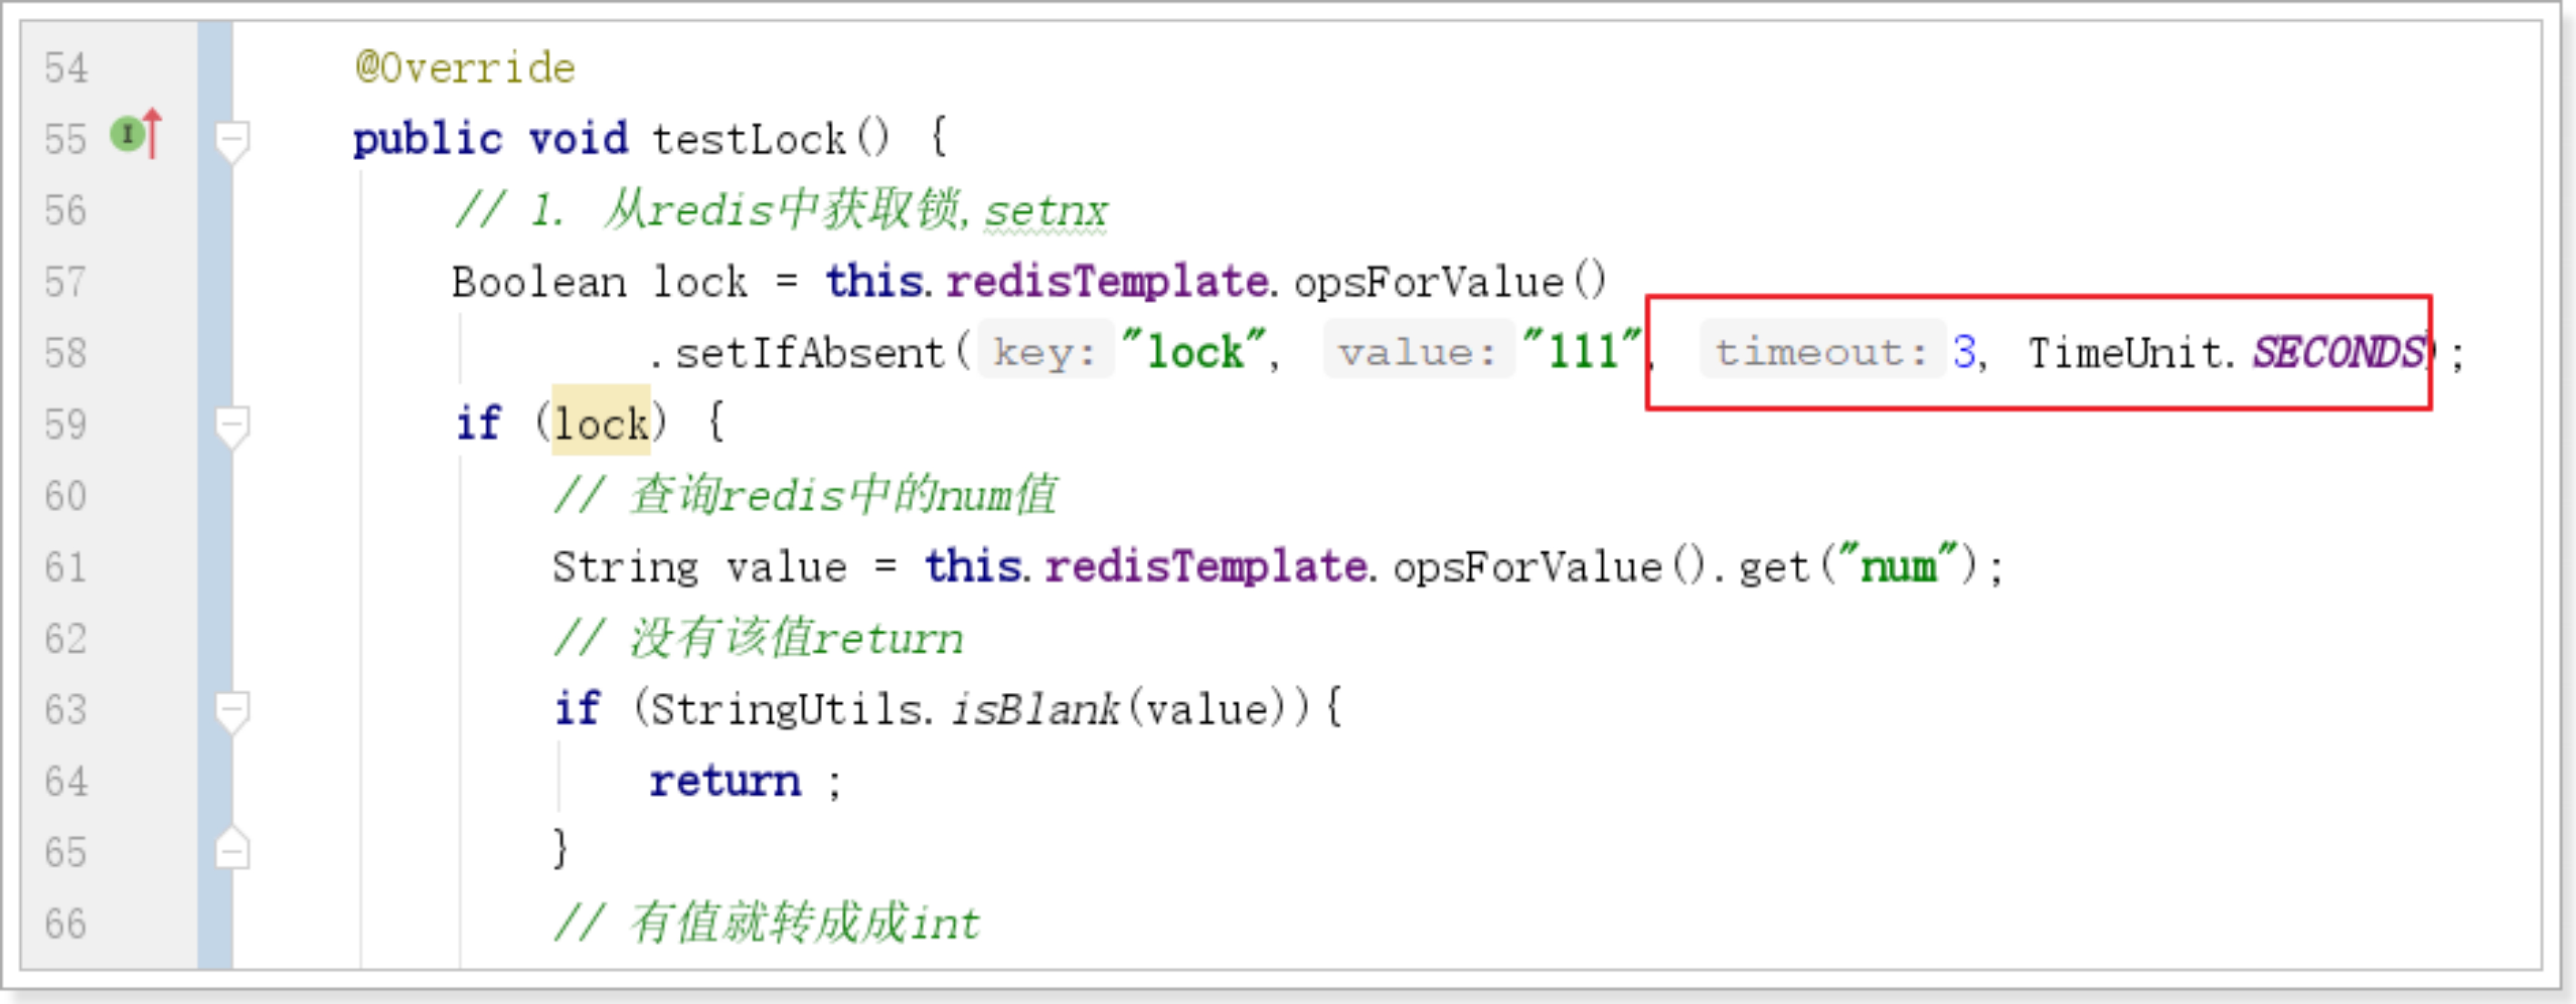 54 @Override
55 public void testLock() {
56 // 1. 从redis中获取锁,setnx
57 Boolean lock = this.redisTemplate.opsForValue()
58 .setIfAbsent( key: "lock", value: "111", timeout: 3, TimeUnit.SECONDS);
59 if (lock) {
60 // 查询redis中的num值
61 String value = this.redisTemplate.opsForValue().get("num");
62 // 没有该值return
63 if (StringUtils.isBlank(value)){
64 return ;
65 }
66 // 有值就转成成int